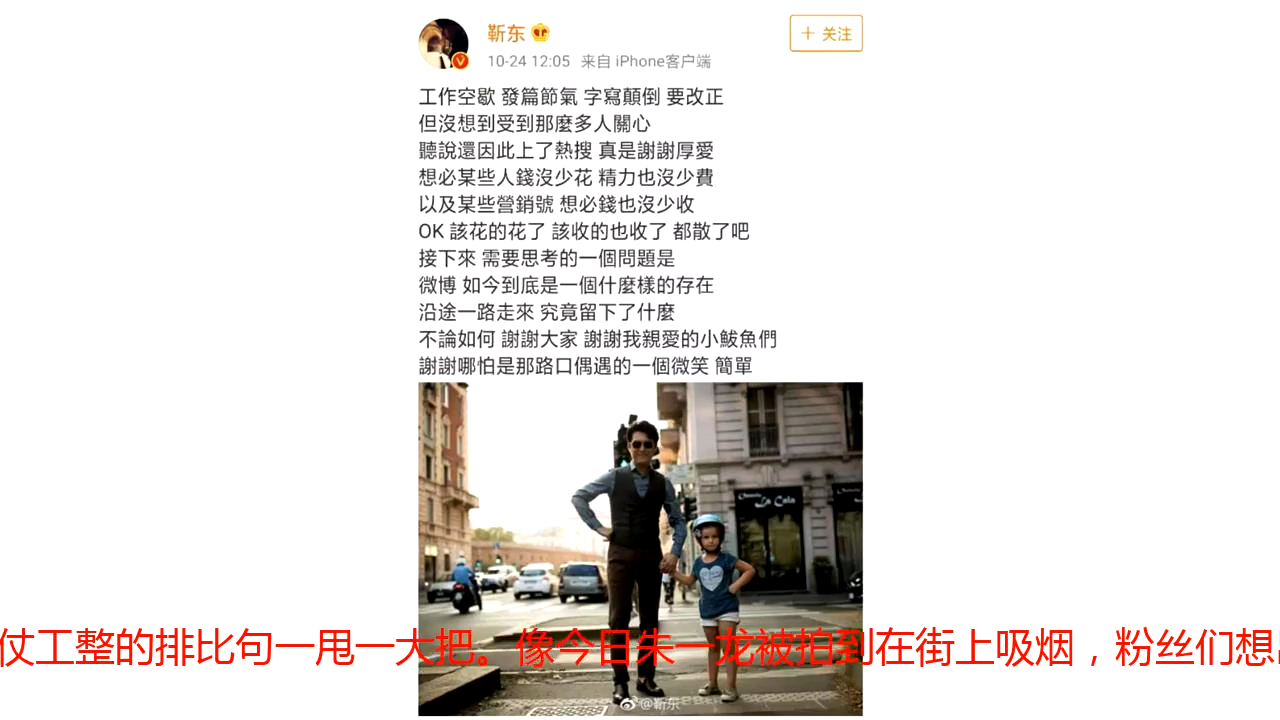 靳东
关注
10-24 12:05 来自 iPhone客户端
工作空歇 發篇節氣 字寫顛倒 要改正
但沒想到受到那麼多人關心
聽說還因此上了熱搜 真是謝謝厚愛
想必某些人錢沒少花 精力也沒少費
以及某些營銷號 想必錢也沒少收
OK 該花的花了 該收的也收了 都散了吧
接下來 需要思考的一個問題是
微博 如今到底是一個什麼樣的存在
沿途一路走來 究竟留下了什麼
不論如何 謝謝大家 謝謝我親愛的小鮁魚們
謝謝哪怕是那路口偶遇的一個微笑 簡單
La Cala
仗工整的排比句一甩一大把。像今日朱一龙被拍到在街上吸烟，粉丝们想
@靳东